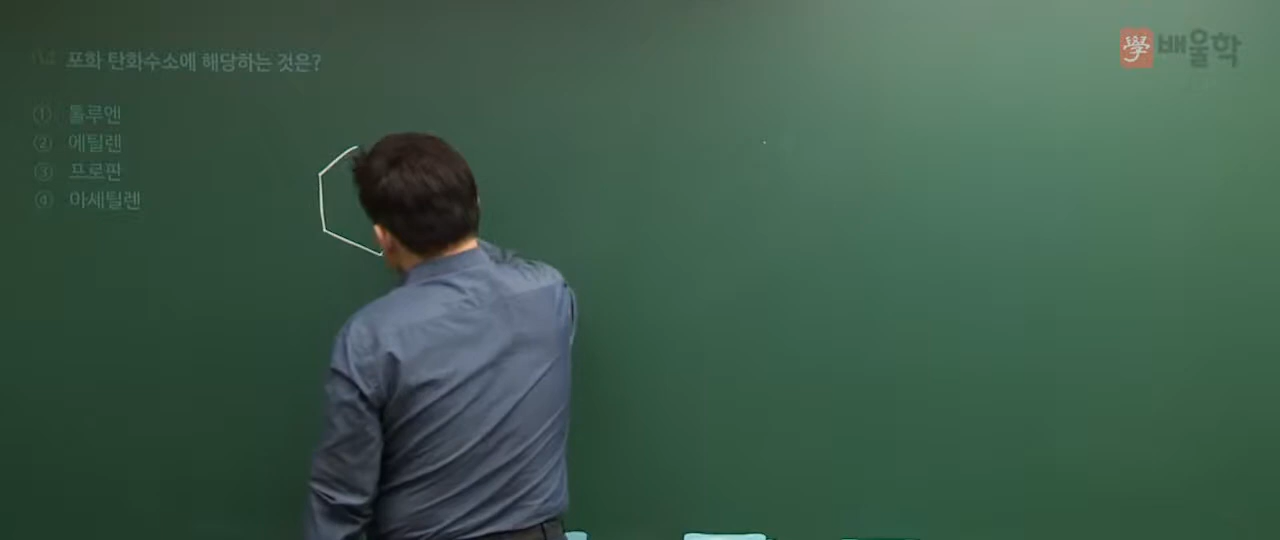 포화 탄화수소에 해당하는 것은?
① 톨루엔
② 에틸렌
③ 프로판
④ 아세틸렌
學 배울학